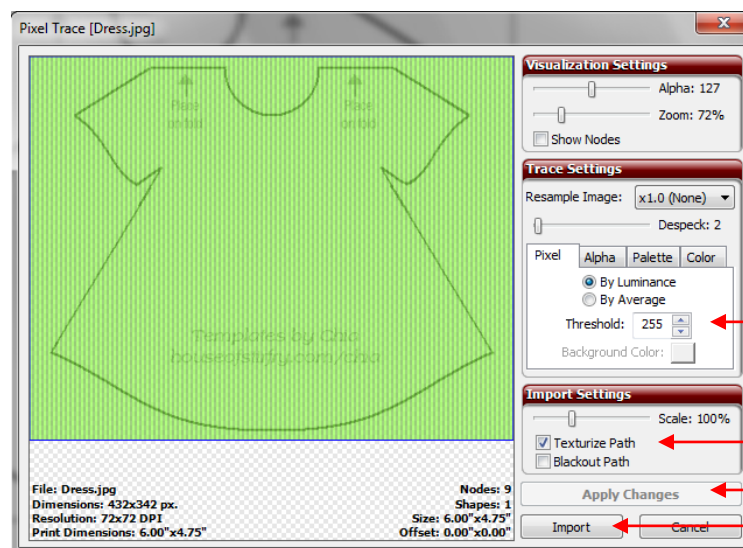 Pixel Trace [Dress.jpg]
Place
on fold
Place
on fold
Templates by Chia
houseofstirfry.com/chia
File: Dress.jpg
Dimensions: 432x342 px.
Resolution: 72x72 DPI
Print Dimensions: 6.00"x4.75"
Nodes: 9
Shapes: 1
Size: 6.00"x4.75"
Offset: 0.00"x0.00"
Visualization Settings
Alpha: 127
Zoom: 72%
Show Nodes
Trace Settings
Resample Image: x1.0 (None)
Despeck: 2
Pixel Alpha Palette Color
By Luminance
By Average
Threshold: 255
Background Color:
Import Settings
Scale: 100%
Texturize Path
Blackout Path
Apply Changes
Import Cancel